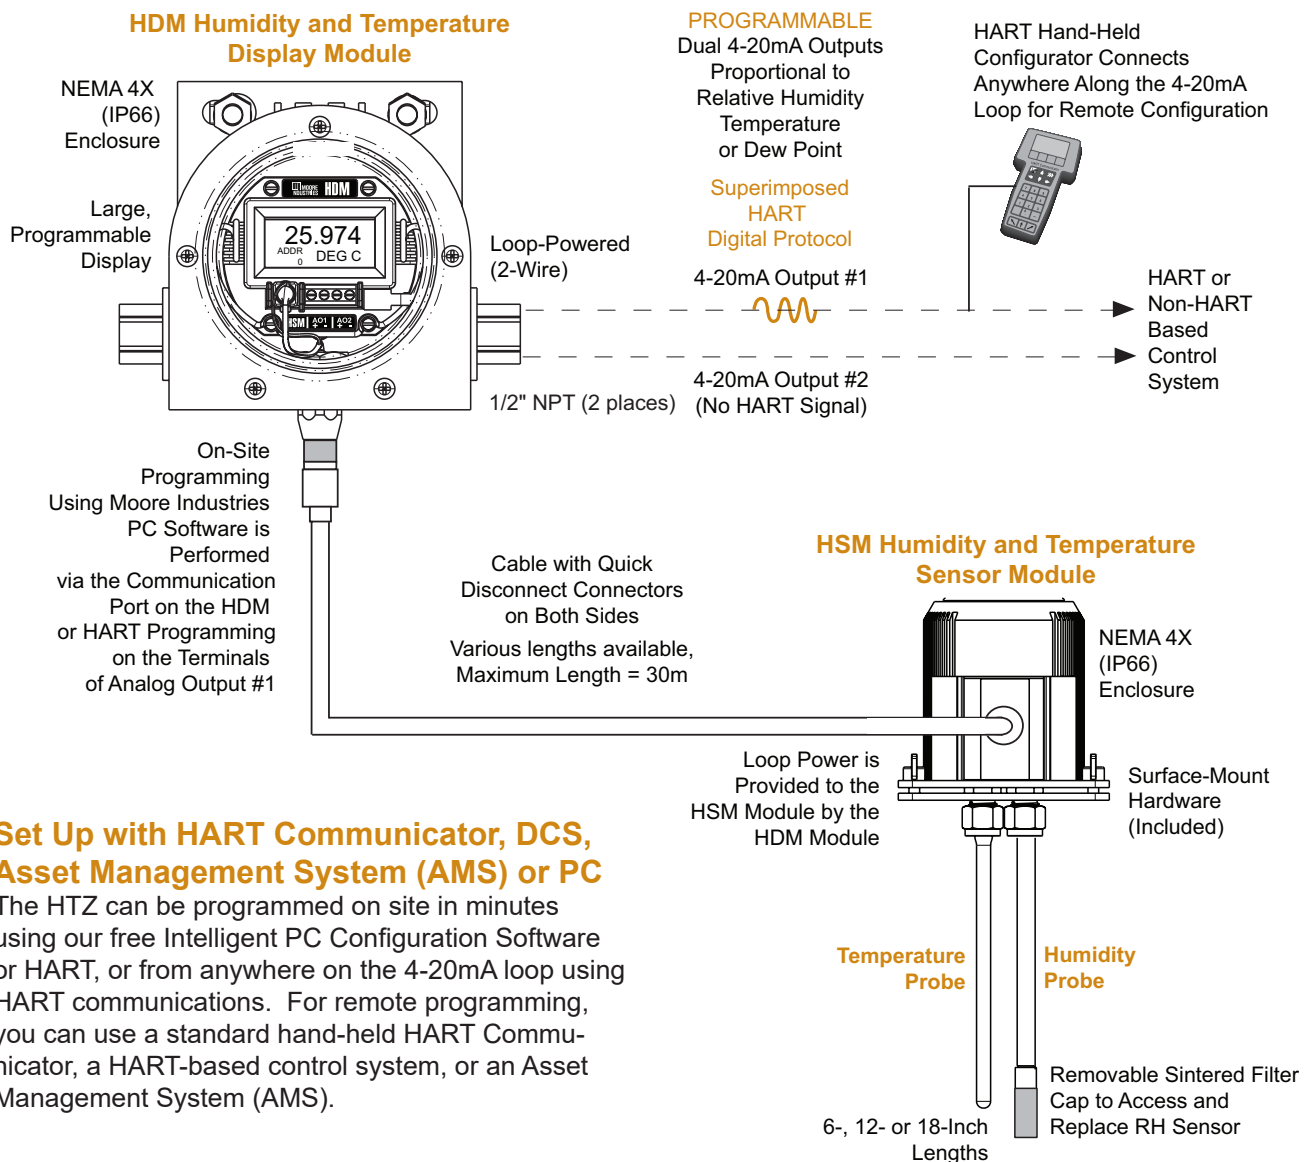 HDM Humidity and Temperature
Display Module
NEMA 4X
(IP66)
Enclosure
Large,
Programmable
Display
MOORE
INDUSTRIES
HDM
25.974
ADDR
0
DEG C
HSM
AO1
+ -
AO2
+ -
Loop-Powered
(2-Wire)
1/2" NPT (2 places)
PROGRAMMABLE
Dual 4-20mA Outputs
Proportional to
Relative Humidity
Temperature
or Dew Point
Superimposed
HART
Digital Protocol
4-20mA Output #1
4-20mA Output #2
(No HART Signal)
HART Hand-Held
Configurator Connects
Anywhere Along the 4-20mA
Loop for Remote Configuration
HART or
Non-HART
Based
Control
System
On-Site
Programming
Using Moore Industries
PC Software is
Performed
via the Communication
Port on the HDM
or HART Programming
on the Terminals
of Analog Output #1
Cable with Quick
Disconnect Connectors
on Both Sides
Various lengths available,
Maximum Length = 30m
HSM Humidity and Temperature
Sensor Module
NEMA 4X
(IP66)
Enclosure
Loop Power is
Provided to the
HSM Module by the
HDM Module
Surface-Mount
Hardware
(Included)
Temperature
Probe
Humidity
Probe
6-, 12- or 18-Inch
Lengths
Removable Sintered Filter
Cap to Access and
Replace RH Sensor
Set Up with HART Communicator, DCS,
Asset Management System (AMS) or PC
The HTZ can be programmed on site in minutes
using our free Intelligent PC Configuration Software
or HART, or from anywhere on the 4-20mA loop using
HART communications.  For remote programming,
you can use a standard hand-held HART Commu-
nicator, a HART-based control system, or an Asset
Management System (AMS).